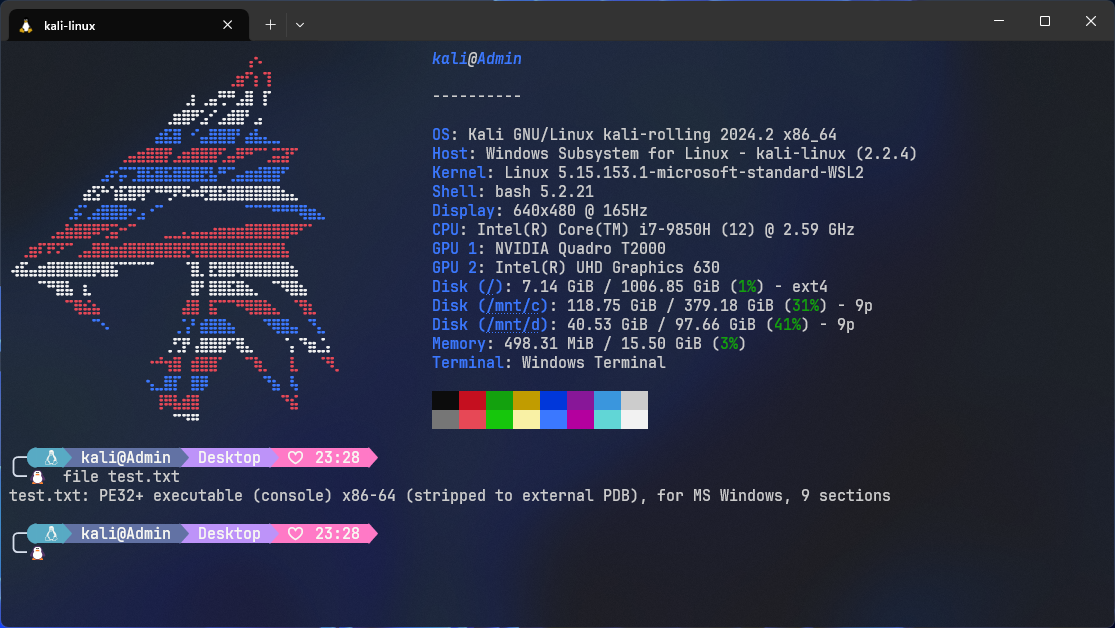 kali-linux
kali@Admin
----------
OS: Kali GNU/Linux kali-rolling 2024.2 x86_64
Host: Windows Subsystem for Linux - kali-linux (2.2.4)
Kernel: Linux 5.15.153.1-microsoft-standard-WSL2
Shell: bash 5.2.21
Display: 640x480 @ 165Hz
CPU: Intel(R) Core(TM) i7-9850H (12) @ 2.59 GHz
GPU 1: NVIDIA Quadro T2000
GPU 2: Intel(R) UHD Graphics 630
Disk (/): 7.14 GiB / 1006.85 GiB (1%) - ext4
Disk (/mnt/c): 118.75 GiB / 379.18 GiB (31%) - 9p
Disk (/mnt/d): 40.53 GiB / 97.66 GiB (41%) - 9p
Memory: 498.31 MiB / 15.50 GiB (3%)
Terminal: Windows Terminal
kali@Admin Desktop ♡ 23:28
file test.txt
test.txt: PE32+ executable (console) x86-64 (stripped to external PDB), for MS Windows, 9 sections
kali@Admin Desktop ♡ 23:28